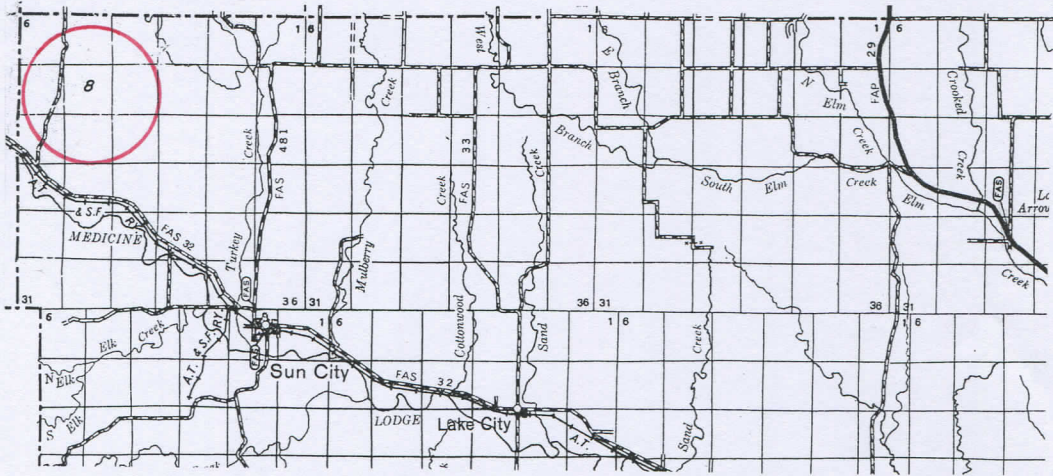 6
1 6
West
1 6
E
Branch
1 6
29
FAP
8
Creek
N
Elm
Creek
Crooked
Creek
Creek
481
FAS
33
FAS
Creek
Creek
Branch
South
Elm
Creek
Elm
FAS
Arrow
& S.F.
RY.
MEDICINE
FAS 32
Turkey
Mulberry
Creek
31
FAS
36 31
36 31
36 31
6
1 6
1 6
1 6
Creek
Elk
A.T. & S.F. RY.
FAS
Sun City
Cottonwood
Sand
Creek
N
Elk
FAS
32
S
Elk
LODGE
Lake City
A.T.
Sand
Creek